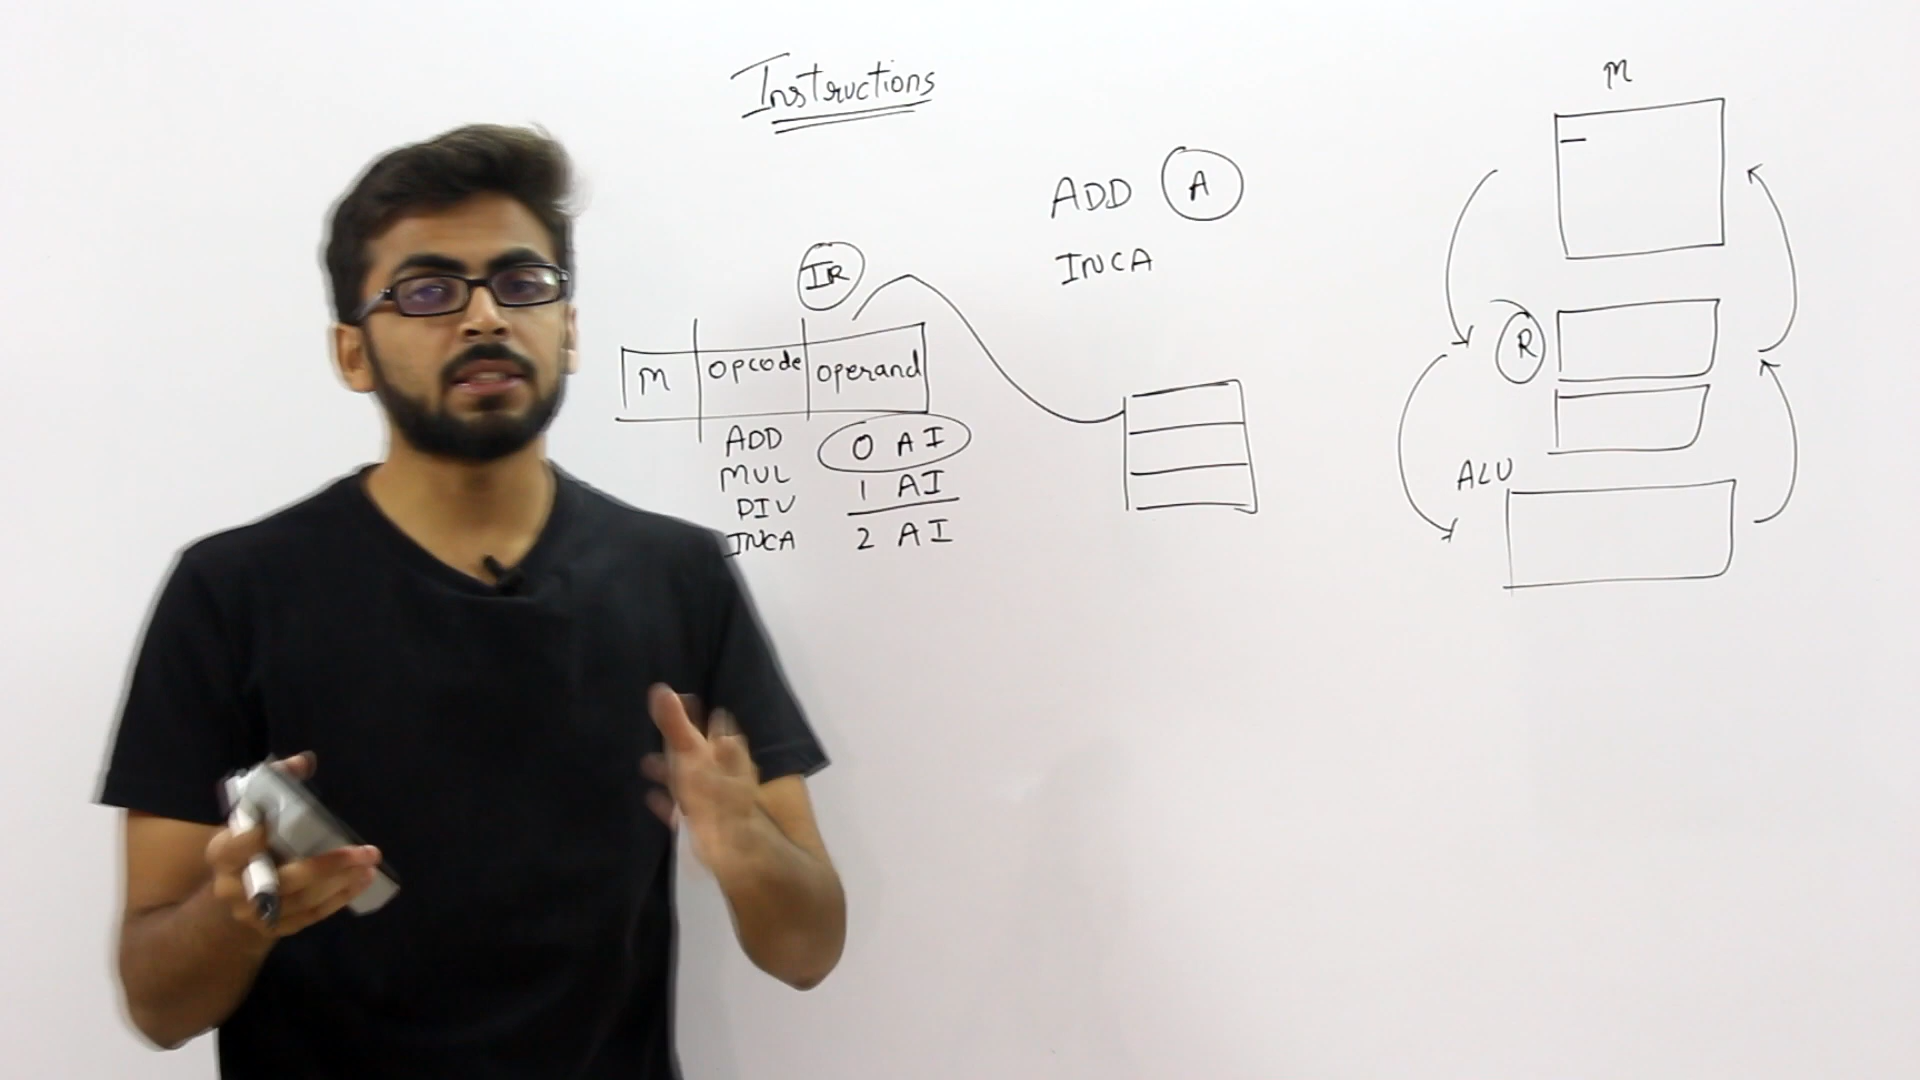 Instructions
M
ADD A
INCA
IR
R
M opcode operand
ADD 0 AI
MUL 1 AI
DIV
INCA 2 AI
ALU